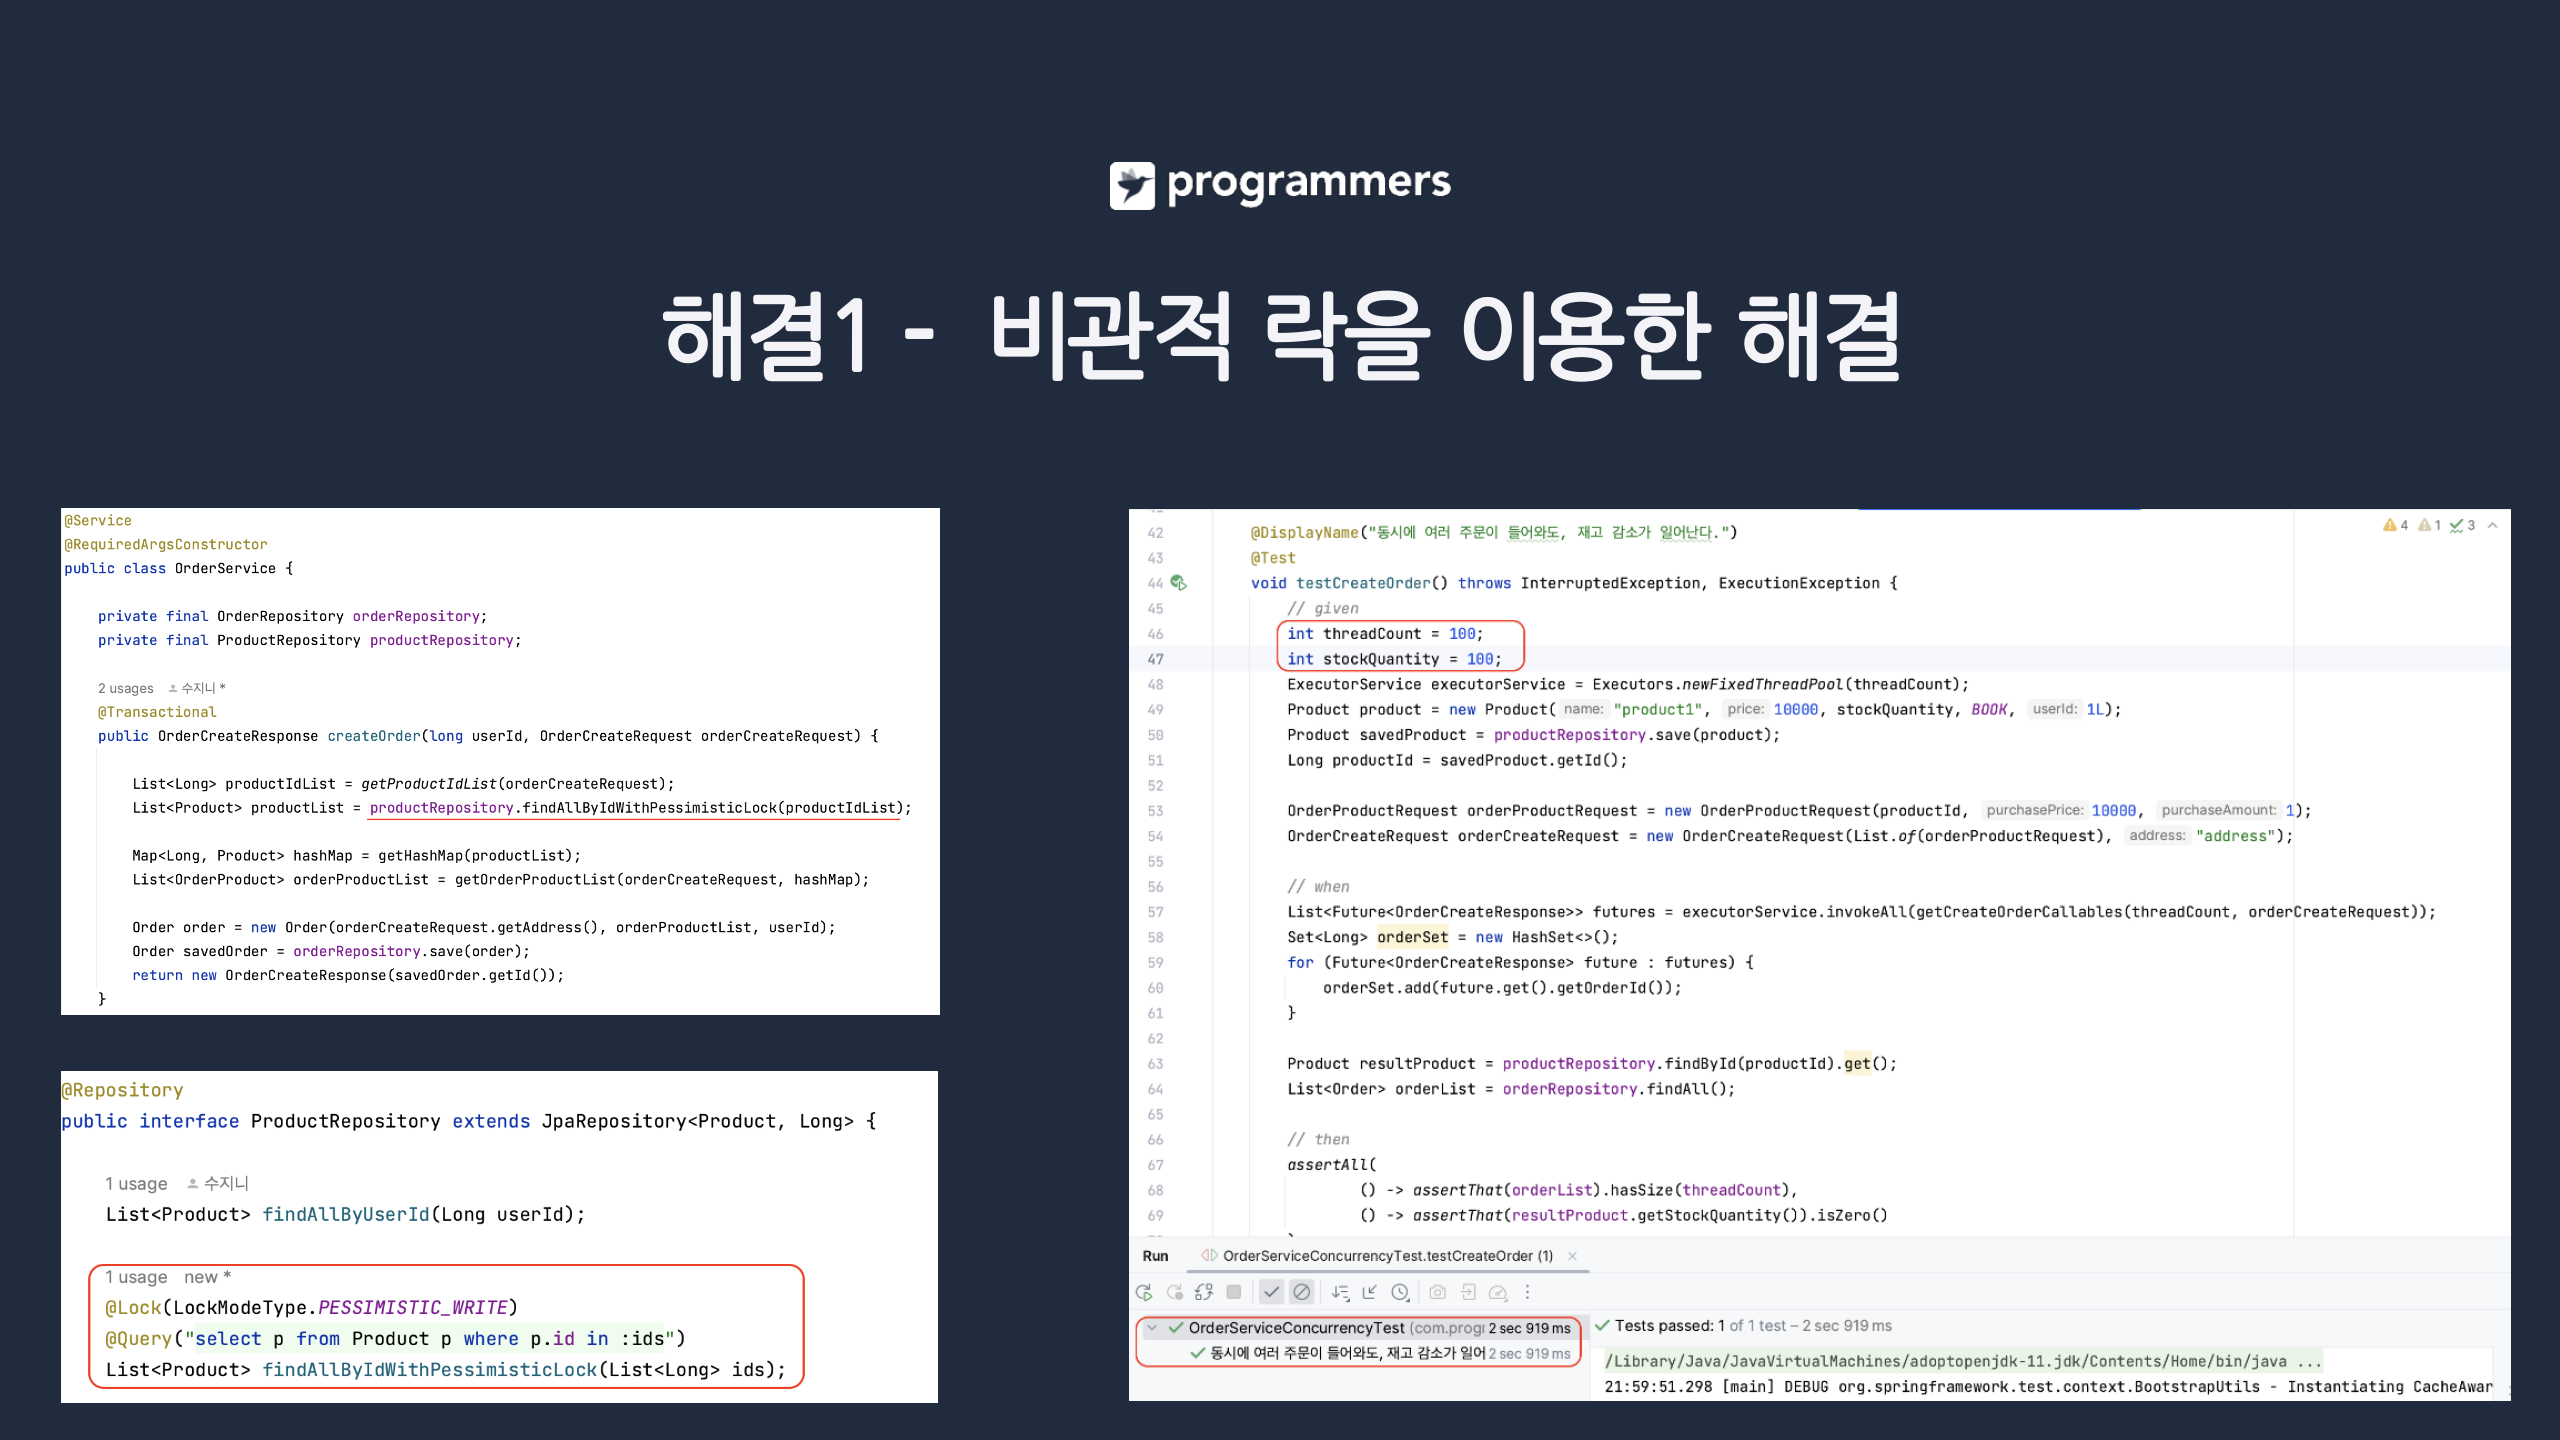 programmers
해결1 - 비관적 락을 이용한 해결
@Service
@RequiredArgsConstructor
public class OrderService {
private final OrderRepository orderRepository;
private final ProductRepository productRepository;
2 usages 수지니 *
@Transactional
public OrderCreateResponse createOrder(long userId, OrderCreateRequest orderCreateRequest) {
List<Long> productIdList = getProductIdList(orderCreateRequest);
List<Product> productList = productRepository.findAllByIdWithPessimisticLock(productIdList);
Map<Long, Product> hashMap = getHashMap(productList);
List<OrderProduct> orderProductList = getOrderProductList(orderCreateRequest, hashMap);
Order order = new Order(orderCreateRequest.getAddress(), orderProductList, userId);
Order savedOrder = orderRepository.save(order);
return new OrderCreateResponse(savedOrder.getId());
}
@Repository
public interface ProductRepository extends JpaRepository<Product, Long> {
1 usage 수지니
List<Product> findAllByUserId(Long userId);
1 usage new *
@Lock(LockModeType.PESSIMISTIC_WRITE)
@Query("select p from Product p where p.id in :ids")
List<Product> findAllByIdWithPessimisticLock(List<Long> ids);
42 @DisplayName("동시에 여러 주문이 들어와도, 재고 감소가 일어난다.") 4 1 3
43 @Test
44 void testCreateOrder() throws InterruptedException, ExecutionException {
45 // given
46 int threadCount = 100;
47 int stockQuantity = 100;
48 ExecutorService executorService = Executors.newFixedThreadPool(threadCount);
49 Product product = new Product( name: "product1", price: 10000, stockQuantity, BOOK, userId: 1L);
50 Product savedProduct = productRepository.save(product);
51 Long productId = savedProduct.getId();
52
53 OrderProductRequest orderProductRequest = new OrderProductRequest(productId, purchasePrice: 10000, purchaseAmount: 1);
54 OrderCreateRequest orderCreateRequest = new OrderCreateRequest(List.of(orderProductRequest), address: "address");
55
56 // when
57 List<Future<OrderCreateResponse>> futures = executorService.invokeAll(getCreateOrderCallables(threadCount, orderCreateRequest));
58 Set<Long> orderSet = new HashSet<>();
59 for (Future<OrderCreateResponse> future : futures) {
60 orderSet.add(future.get().getOrderId());
61 }
62
63 Product resultProduct = productRepository.findById(productId).get();
64 List<Order> orderList = orderRepository.findAll();
65
66 // then
67 assertAll(
68 () -> assertThat(orderList).hasSize(threadCount),
69 () -> assertThat(resultProduct.getStockQuantity()).isZero()
Run OrderServiceConcurrencyTest.testCreateOrder (1)
OrderServiceConcurrencyTest (com.progr 2 sec 919 ms
동시에 여러 주문이 들어와도, 재고 감소가 일어 2 sec 919 ms
Tests passed: 1 of 1 test – 2 sec 919 ms
/Library/Java/JavaVirtualMachines/adoptopenjdk-11.jdk/Contents/Home/bin/java ...
21:59:51.298 [main] DEBUG org.springframework.test.context.BootstrapUtils - Instantiating CacheAwar